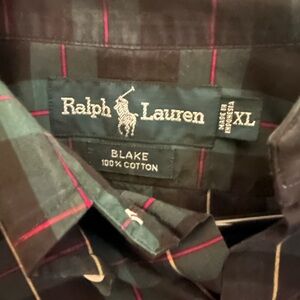 Ralph Lauren
MADE IN
INDONESIA
XL
BLAKE
100% COTTON